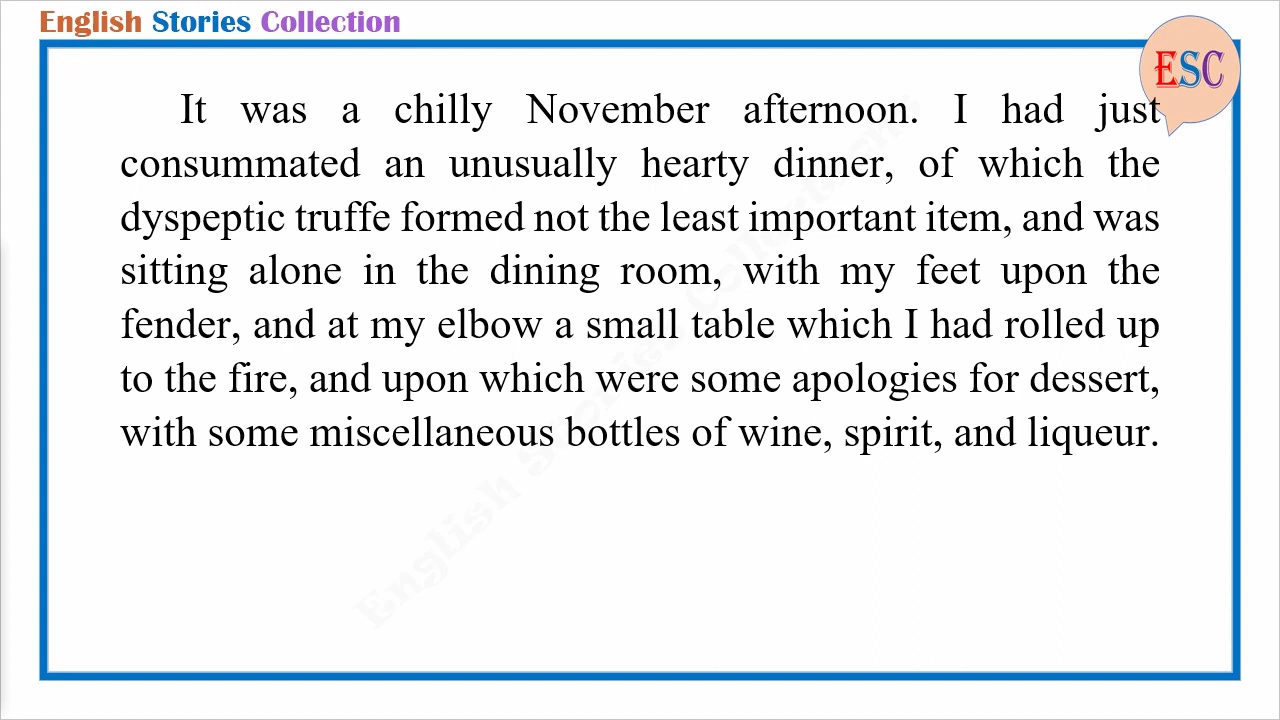 English Stories Collection
ESC
It was a chilly November afternoon. I had just
consummated an unusually hearty dinner, of which the
dyspeptic truffe formed not the least important item, and was
sitting alone in the dining room, with my feet upon the
fender, and at my elbow a small table which I had rolled up
to the fire, and upon which were some apologies for dessert,
with some miscellaneous bottles of wine, spirit, and liqueur.
English Stories Collection